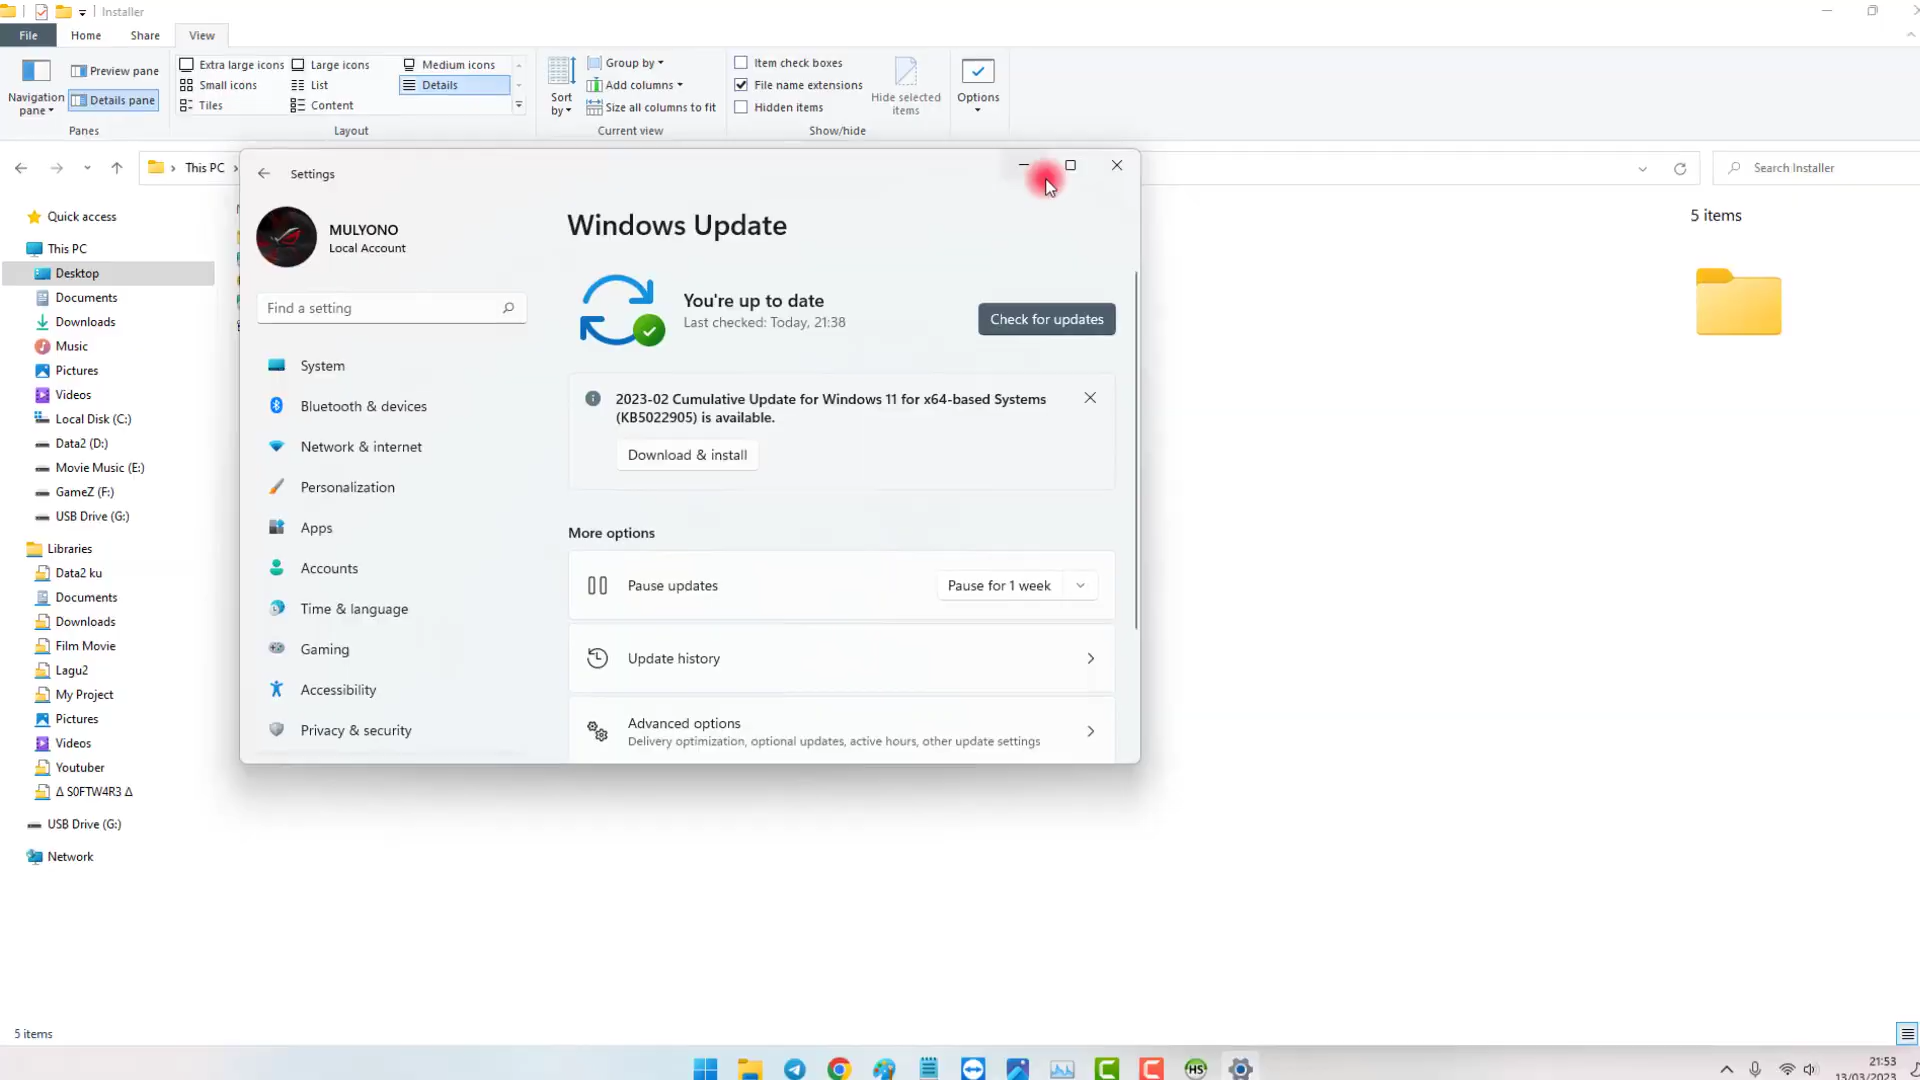 Installer
File
Home
Share
View
Navigation pane
Preview pane
Details pane
Panes
Extra large icons
Large icons
Medium icons
Small icons
List
Details
Tiles
Content
Layout
Sort by
Group by
Add columns
Size all columns to fit
Current view
Item check boxes
File name extensions
Hidden items
Hide selected items
Show/hide
Options
This PC
Search Installer
Quick access
This PC
Desktop
Documents
Downloads
Music
Pictures
Videos
Local Disk (C:)
Data2 (D:)
Movie Music (E:)
GameZ (F:)
USB Drive (G:)
Libraries
Data2 ku
Documents
Downloads
Film Movie
Lagu2
My Project
Pictures
Videos
Youtuber
Δ S0FTW4R3 Δ
USB Drive (G:)
Network
Settings
MULYONO
Local Account
Find a setting
System
Bluetooth & devices
Network & internet
Personalization
Apps
Accounts
Time & language
Gaming
Accessibility
Privacy & security
Windows Update
You're up to date
Last checked: Today, 21:38
Check for updates
2023-02 Cumulative Update for Windows 11 for x64-based Systems
(KB5022905) is available.
Download & install
More options
Pause updates
Pause for 1 week
Update history
Advanced options
Delivery optimization, optional updates, active hours, other update settings
5 items
5 items
HS
21:53
13/03/2023